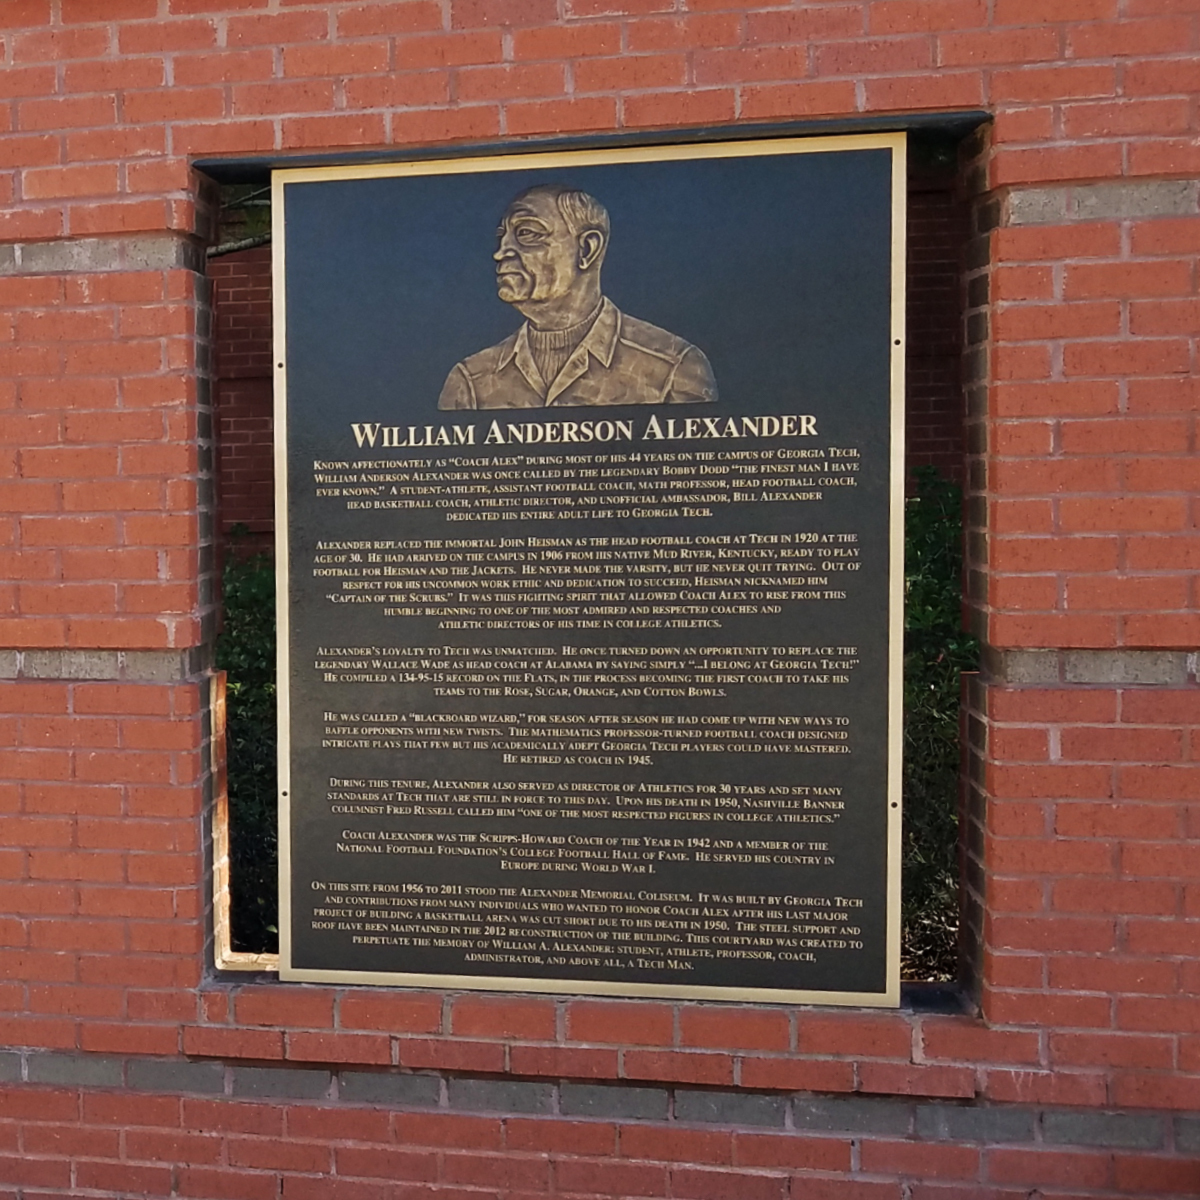 WILLIAM ANDERSON ALEXANDER
KNOWN AFFECTIONATELY AS "COACH ALEX" DURING MOST OF HIS 44 YEARS ON THE CAMPUS OF GEORGIA TECH,
WILLIAM ANDERSON ALEXANDER WAS ONCE CALLED BY THE LEGENDARY BOBBY DODD "THE FINEST MAN I HAVE
EVER KNOWN." A STUDENT-ATHLETE, ASSISTANT FOOTBALL COACH, MATH PROFESSOR, HEAD FOOTBALL COACH,
HEAD BASKETBALL COACH, ATHLETIC DIRECTOR, AND UNOFFICIAL AMBASSADOR, BILL ALEXANDER
DEDICATED HIS ENTIRE ADULT LIFE TO GEORGIA TECH.
ALEXANDER REPLACED THE IMMORTAL JOHN HEISMAN AS THE HEAD FOOTBALL COACH AT TECH IN 1920 AT THE
AGE OF 30. HE HAD ARRIVED ON THE CAMPUS IN 1906 FROM HIS NATIVE MUD RIVER, KENTUCKY, READY TO PLAY
FOOTBALL FOR HEISMAN AND THE JACKETS. HE NEVER MADE THE VARSITY, BUT HE NEVER QUIT TRYING. OUT OF
RESPECT FOR HIS UNCOMMON WORK ETHIC AND DEDICATION TO SUCCEED, HEISMAN NICKNAMED HIM
"CAPTAIN OF THE SCRUBS." IT WAS THIS FIGHTING SPIRIT THAT ALLOWED COACH ALEX TO RISE FROM THIS
HUMBLE BEGINNING TO ONE OF THE MOST ADMIRED AND RESPECTED COACHES AND
ATHLETIC DIRECTORS OF HIS TIME IN COLLEGE ATHLETICS.
ALEXANDER'S LOYALTY TO TECH WAS UNMATCHED. HE ONCE TURNED DOWN AN OPPORTUNITY TO REPLACE THE
LEGENDARY WALLACE WADE AS HEAD COACH AT ALABAMA BY SAYING SIMPLY "...I BELONG AT GEORGIA TECH!"
HE COMPILED A 134-95-15 RECORD ON THE FLATS, IN THE PROCESS BECOMING THE FIRST COACH TO TAKE HIS
TEAMS TO THE ROSE, SUGAR, ORANGE, AND COTTON BOWLS.
HE WAS CALLED A "BLACKBOARD WIZARD," FOR SEASON AFTER SEASON HE HAD COME UP WITH NEW WAYS TO
BAFFLE OPPONENTS WITH NEW TWISTS. THE MATHEMATICS PROFESSOR-TURNED FOOTBALL COACH DESIGNED
INTRICATE PLAYS THAT FEW BUT HIS ACADEMICALLY ADEPT GEORGIA TECH PLAYERS COULD HAVE MASTERED.
HE RETIRED AS COACH IN 1945.
DURING THIS TENURE, ALEXANDER ALSO SERVED AS DIRECTOR OF ATHLETICS FOR 30 YEARS AND SET MANY
STANDARDS AT TECH THAT ARE STILL IN FORCE TO THIS DAY. UPON HIS DEATH IN 1950, NASHVILLE BANNER
COLUMNIST FRED RUSSELL CALLED HIM "ONE OF THE MOST RESPECTED FIGURES IN COLLEGE ATHLETICS."
COACH ALEXANDER WAS THE SCRIPPS-HOWARD COACH OF THE YEAR IN 1942 AND A MEMBER OF THE
NATIONAL FOOTBALL FOUNDATION'S COLLEGE FOOTBALL HALL OF FAME. HE SERVED HIS COUNTRY IN
EUROPE DURING WORLD WAR I.
ON THIS SITE FROM 1956 TO 2011 STOOD THE ALEXANDER MEMORIAL COLISEUM. IT WAS BUILT BY GEORGIA TECH
AND CONTRIBUTIONS FROM MANY INDIVIDUALS WHO WANTED TO HONOR COACH ALEX AFTER HIS LAST MAJOR
PROJECT OF BUILDING A BASKETBALL ARENA WAS CUT SHORT DUE TO HIS DEATH IN 1950. THE STEEL SUPPORT AND
ROOF HAVE BEEN MAINTAINED IN THE 2012 RECONSTRUCTION OF THE BUILDING. THIS COURTYARD WAS CREATED TO
PERPETUATE THE MEMORY OF WILLIAM A. ALEXANDER: STUDENT, ATHLETE, PROFESSOR, COACH,
ADMINISTRATOR, AND ABOVE ALL, A TECH MAN.